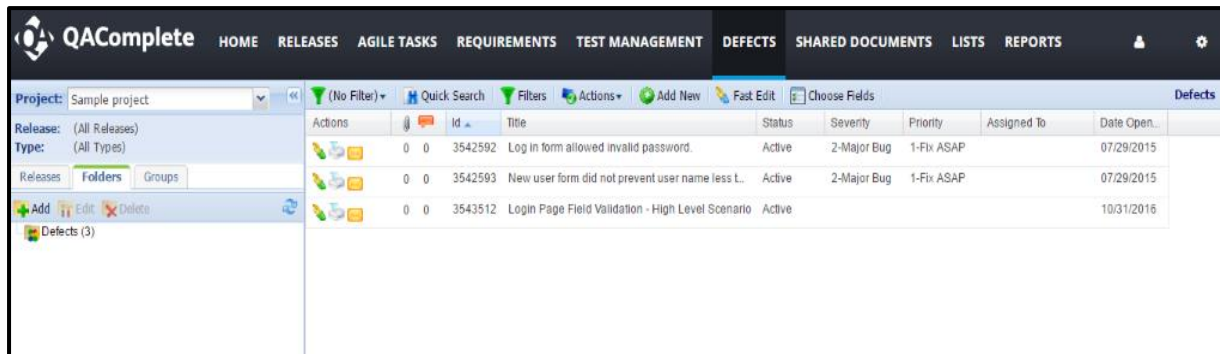 QAComplete HOME RELEASES AGILE TASKS REQUIREMENTS TEST MANAGEMENT DEFECTS SHARED DOCUMENTS LISTS REPORTS
Project: Sample project
Release: (All Releases)
Type: (All Types)
Releases Folders Groups
Add Edit Delete
Defects (3)
(No Filter) Quick Search Filters Actions Add New Fast Edit Choose Fields Defects
Actions Id Title Status Severity Priority Assigned To Date Open...
0 0 3542592 Log in form allowed invalid password. Active 2-Major Bug 1-Fix ASAP 07/29/2015
0 0 3542593 New user form did not prevent user name less t... Active 2-Major Bug 1-Fix ASAP 07/29/2015
0 0 3543512 Login Page Field Validation - High Level Scenario Active 10/31/2016